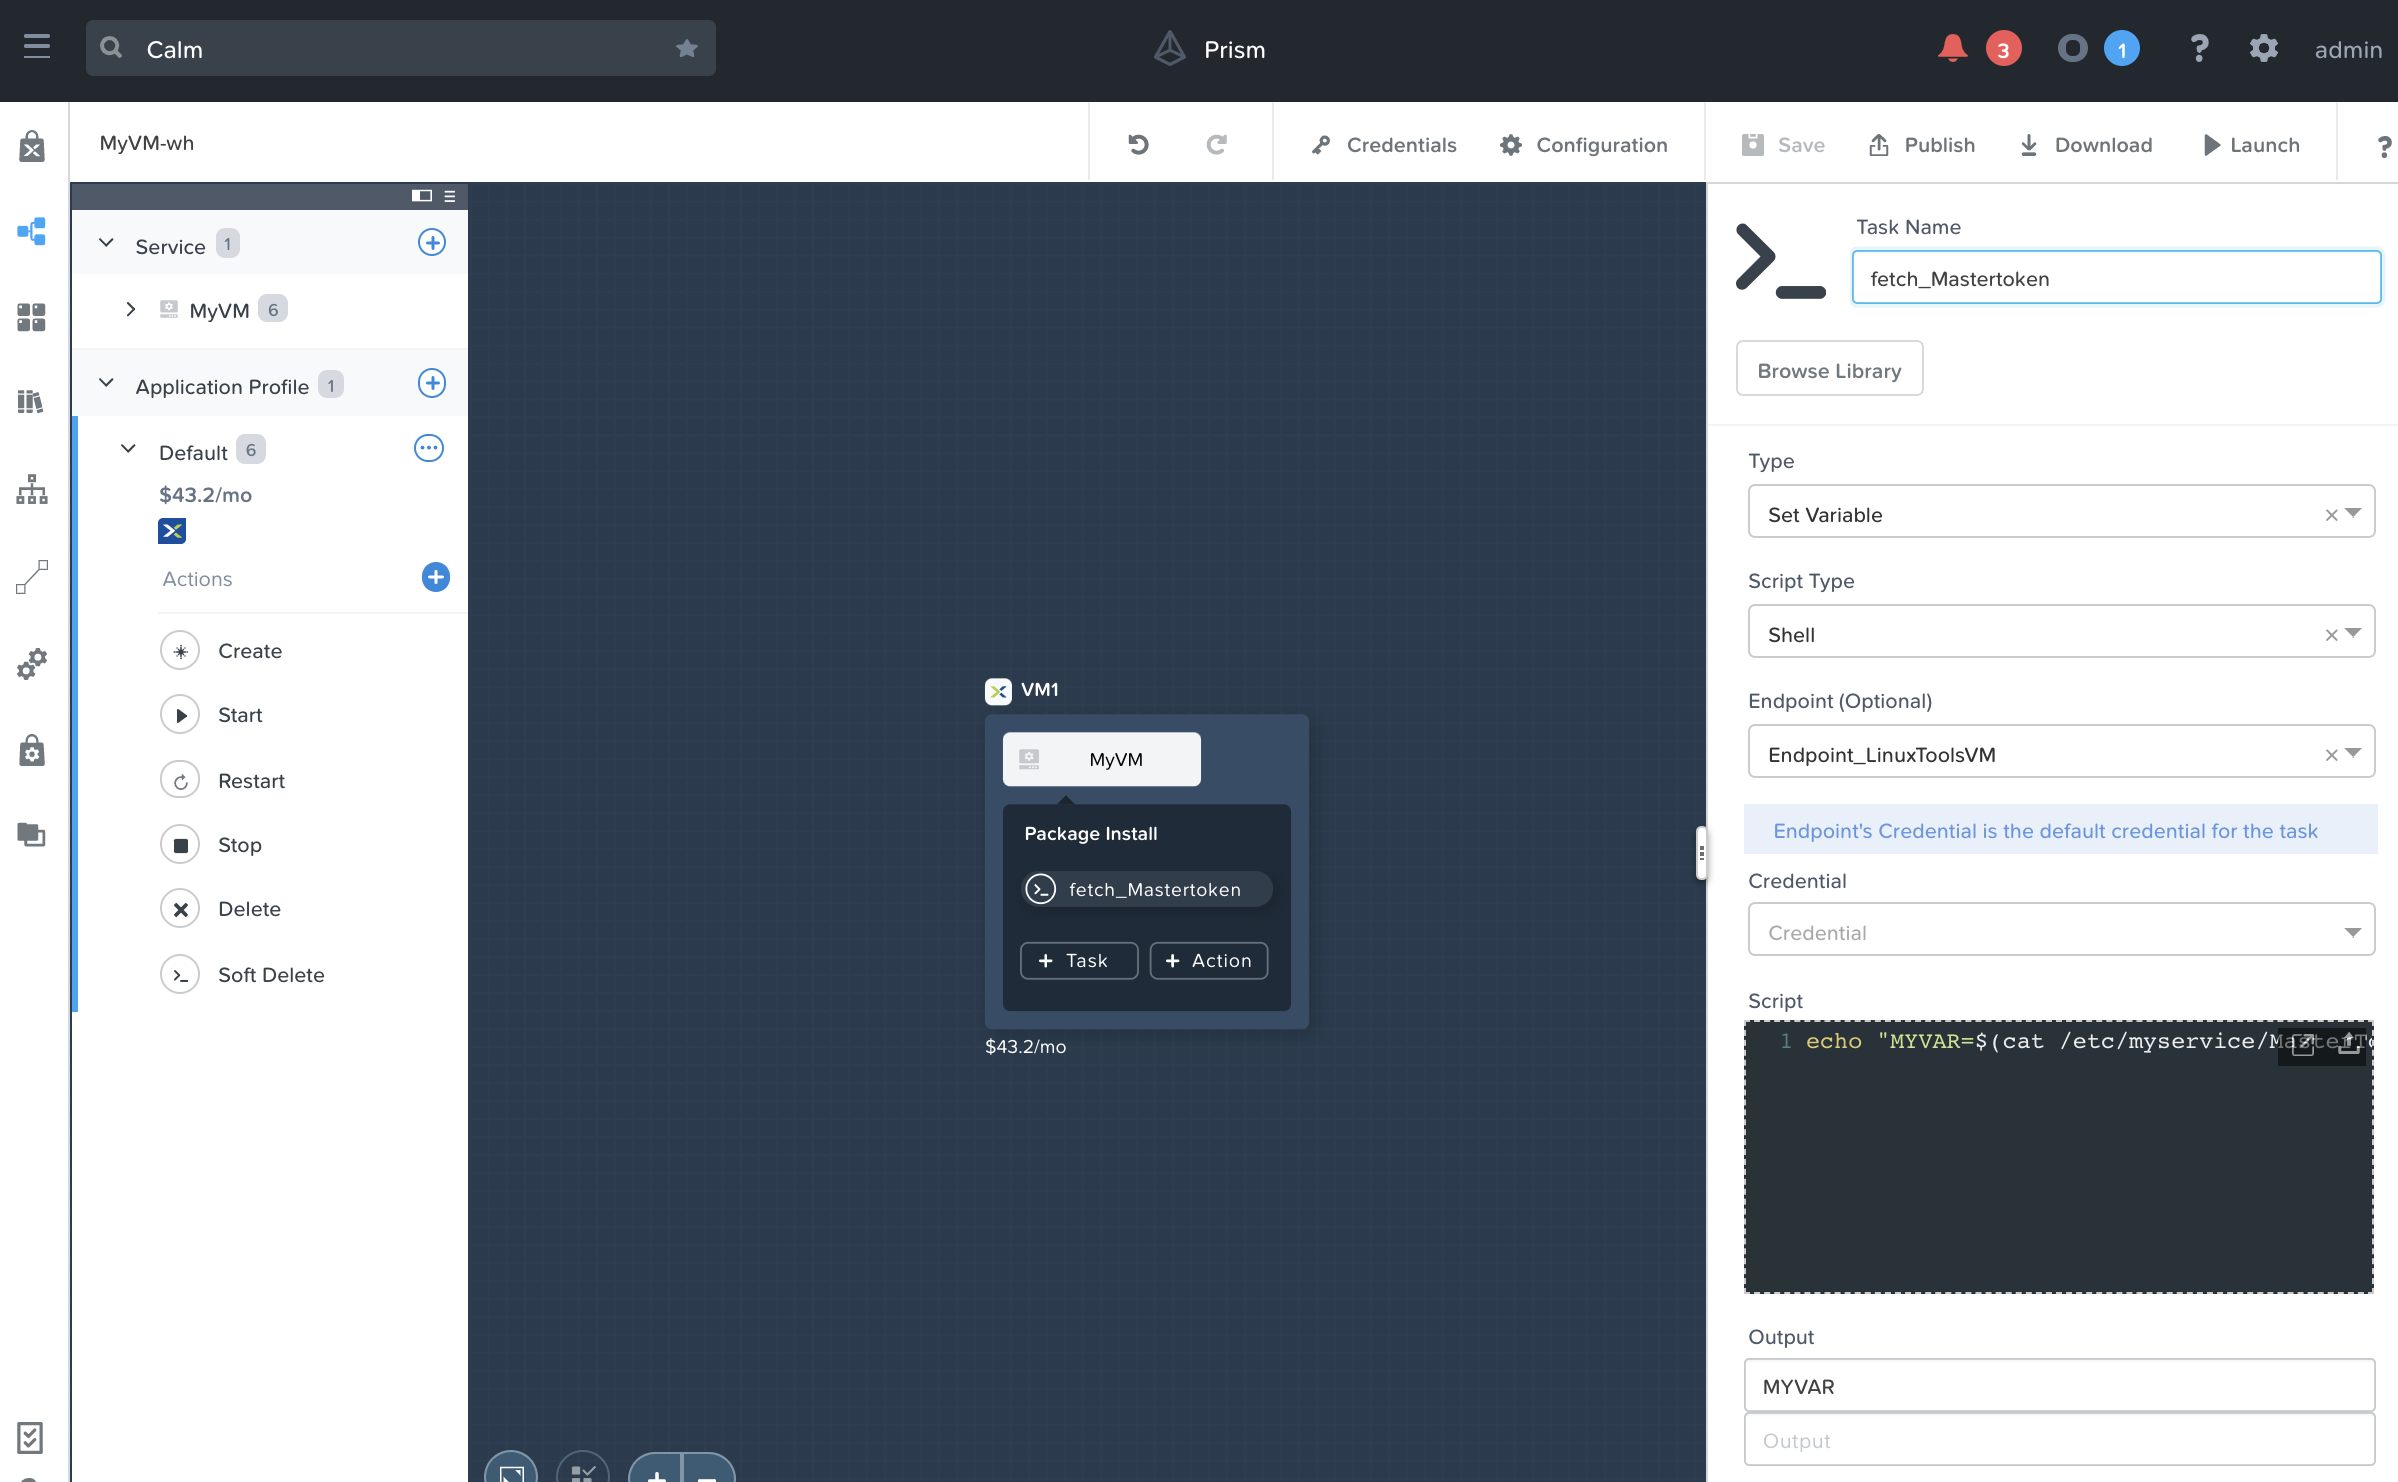 Calm
Prism
3
1
?
admin
MyVM-wh
Credentials
Configuration
Save
Publish
Download
Launch
?
Service 1
MyVM 6
Application Profile 1
Default 6
$43.2/mo
Actions
Create
Start
Restart
Stop
Delete
Soft Delete
VM1
MyVM
Package Install
fetch_Mastertoken
+ Task
+ Action
$43.2/mo
Task Name
fetch_Mastertoken
Browse Library
Type
Set Variable
Script Type
Shell
Endpoint (Optional)
Endpoint_LinuxToolsVM
Endpoint's Credential is the default credential for the task
Credential
Credential
Script
1 echo "MYVAR=$(cat /etc/myservice/MasterT
Output
MYVAR
Output